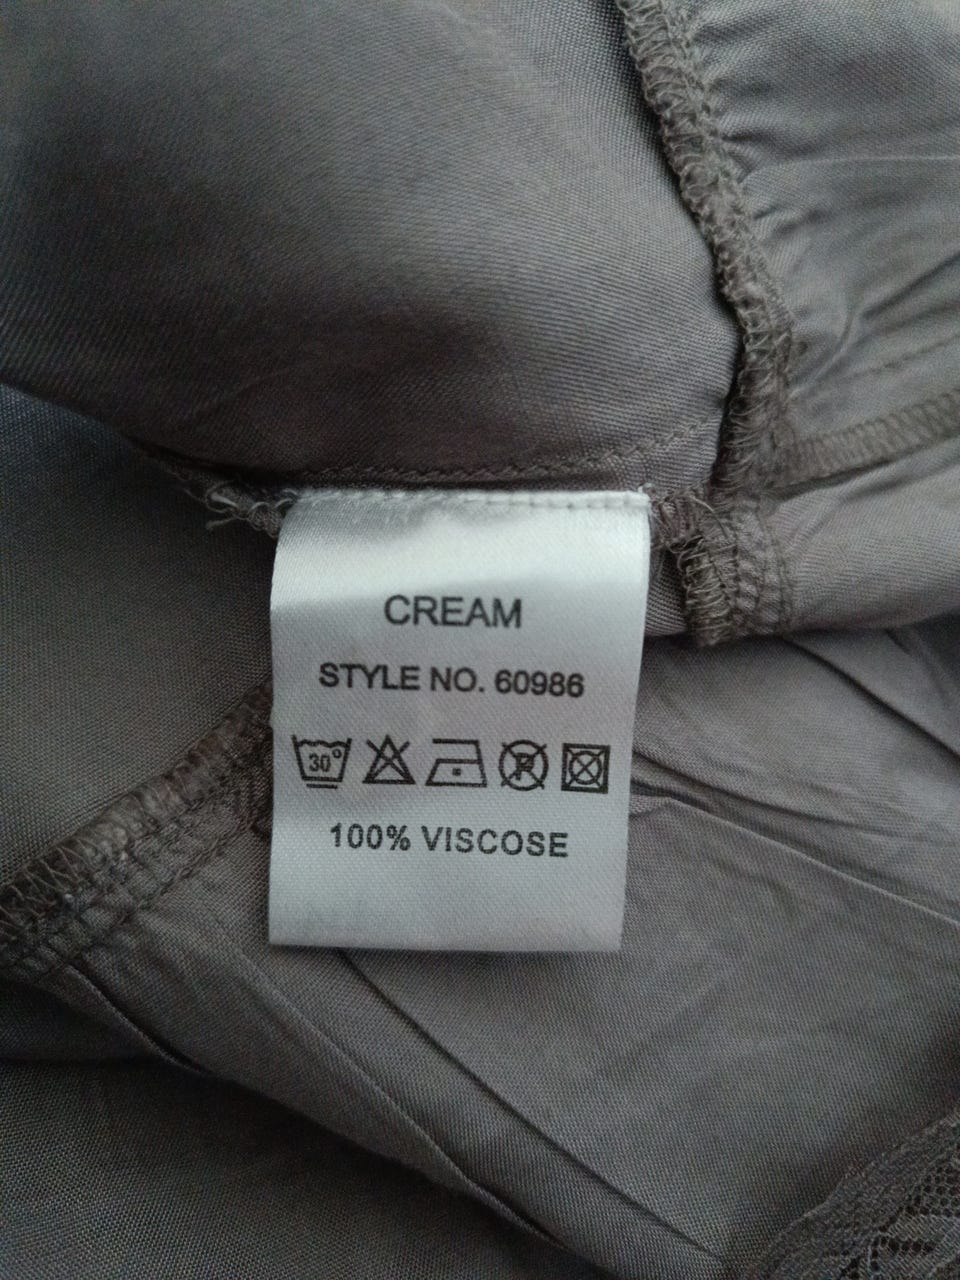 CREAM
STYLE NO. 60986
30° P
100% VISCOSE